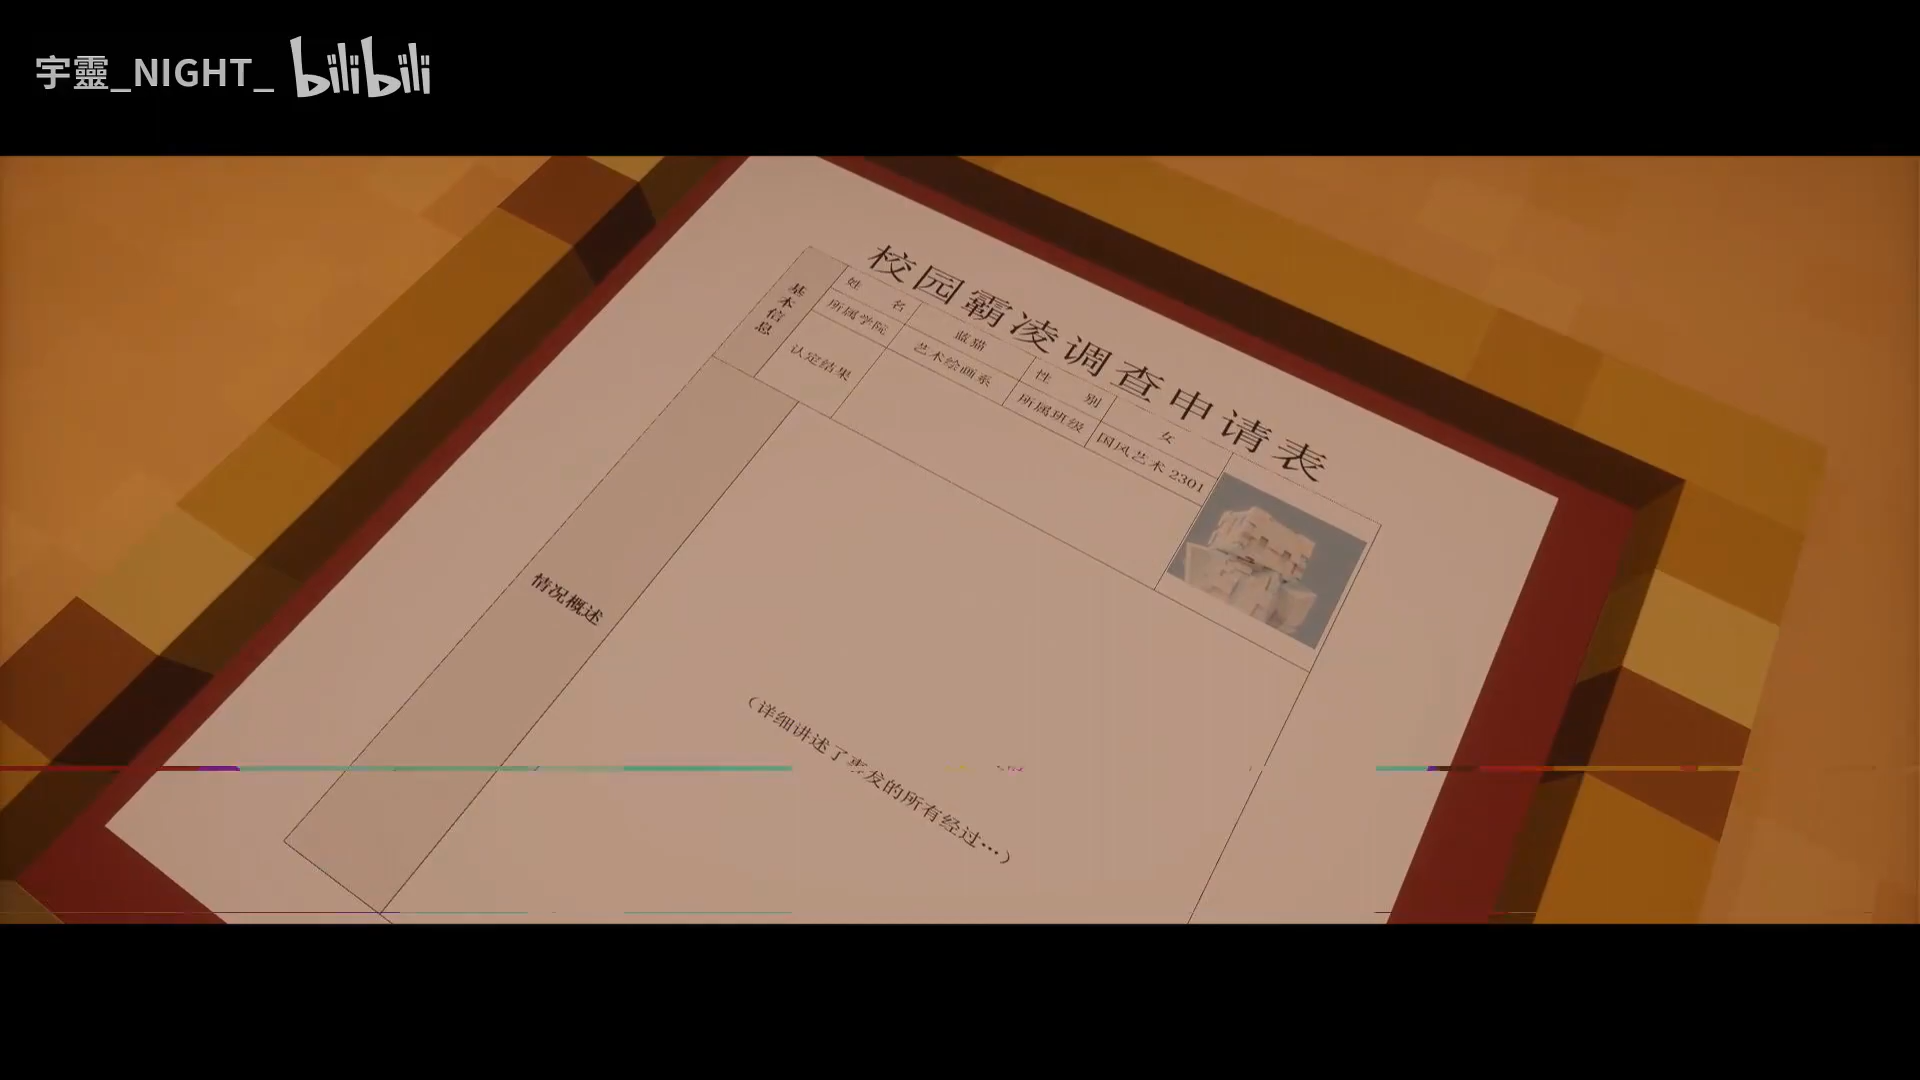 宇靈_NIGHT_ bilibili
校园霸凌调查申请表
基本信息
姓 名 蓝猫 性 别 女
所属学院 艺术绘画系 所属班级 国风艺术 2301
认定结果
情况概述
（详细讲述了事发的所有经过…）